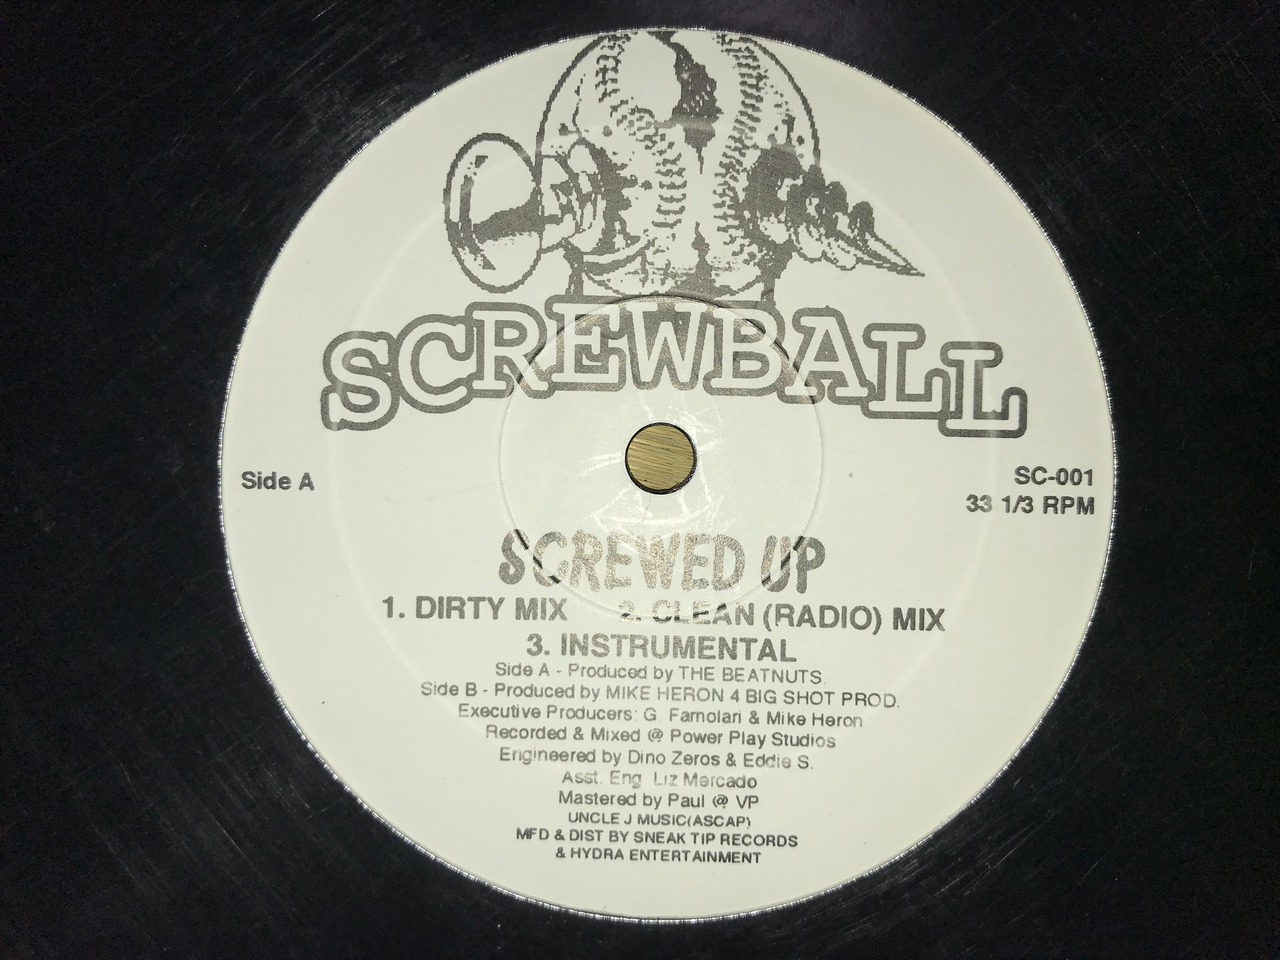 SCREWBALL
Side A
SC-001
33 1/3 RPM
SCREWED UP
1. DIRTY MIX 2. CLEAN (RADIO) MIX
3. INSTRUMENTAL
Side A - Produced by THE BEATNUTS.
Side B - Produced by MIKE HERON 4 BIG SHOT PROD.
Executive Producers: G. Famolari & Mike Heron
Recorded & Mixed @ Power Play Studios
Engineered by Dino Zeros & Eddie S.
Asst. Eng. Liz Mercado
Mastered by Paul @ VP
UNCLE J MUSIC(ASCAP)
MFD & DIST BY SNEAK TIP RECORDS
& HYDRA ENTERTAINMENT